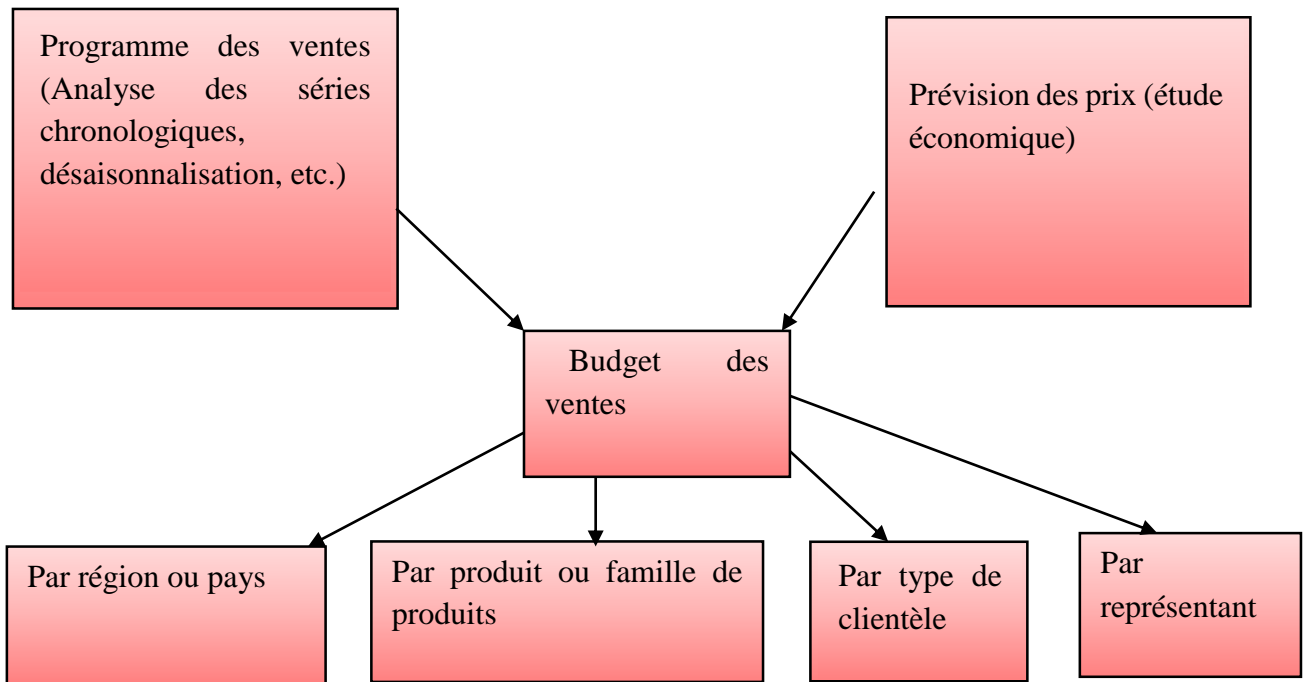 Programme des ventes
(Analyse des séries
chronologiques,
désaisonnalisation, etc.)
Prévision des prix (étude
économique)
Budget des
ventes
Par région ou pays
Par produit ou famille de
produits
Par type de
clientèle
Par
représentant